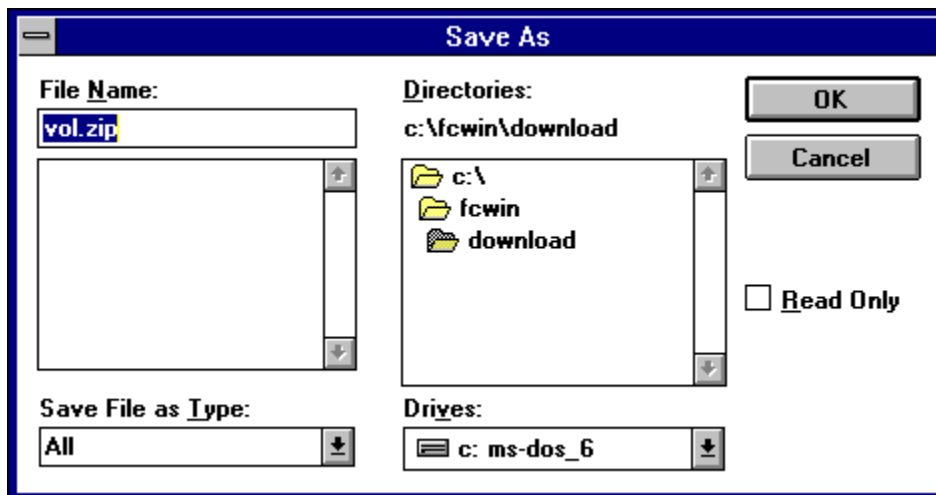 Save As
File Name:
vol.zip
Directories:
c:\fcwin\download
c:\
fcwin
download
OK
Cancel
Read Only
Save File as Type:
All
Drives:
c: ms-dos_6